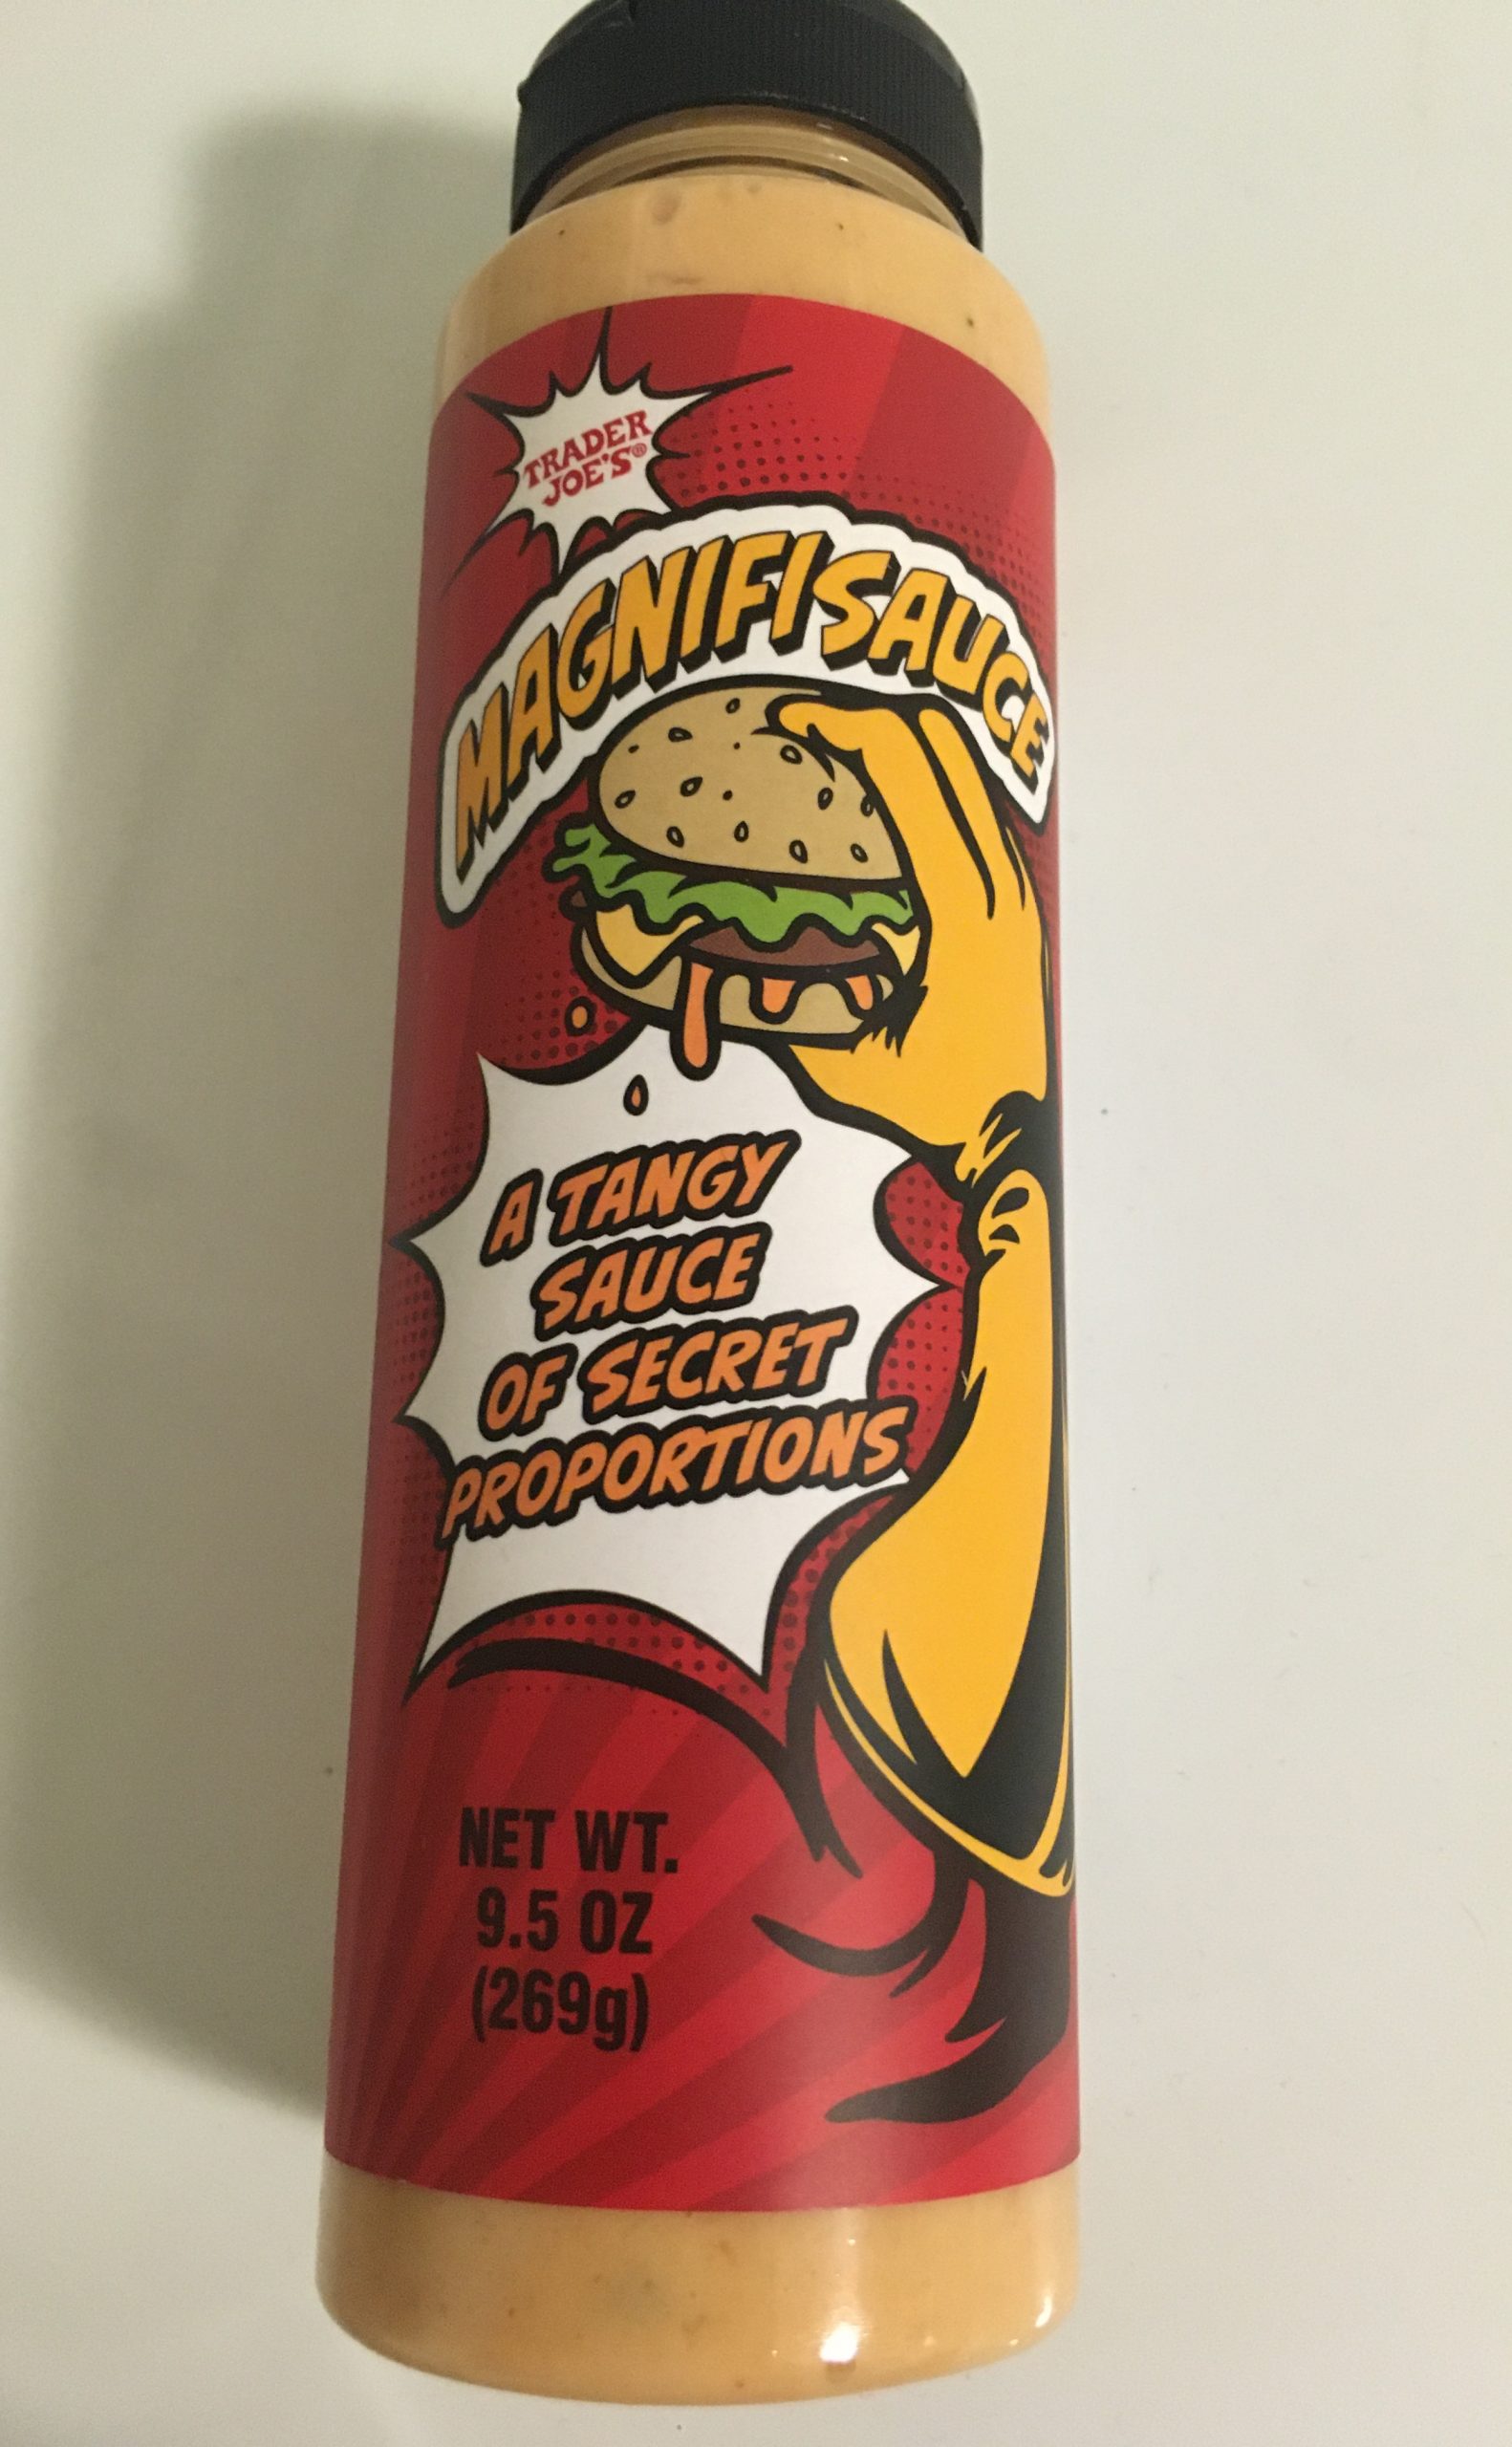 TRADER
JOE'S®
MAGNIFISAUCE
A TANGY
SAUCE
OF SECRET
PROPORTIONS
NET WT.
9.5 OZ
(269g)